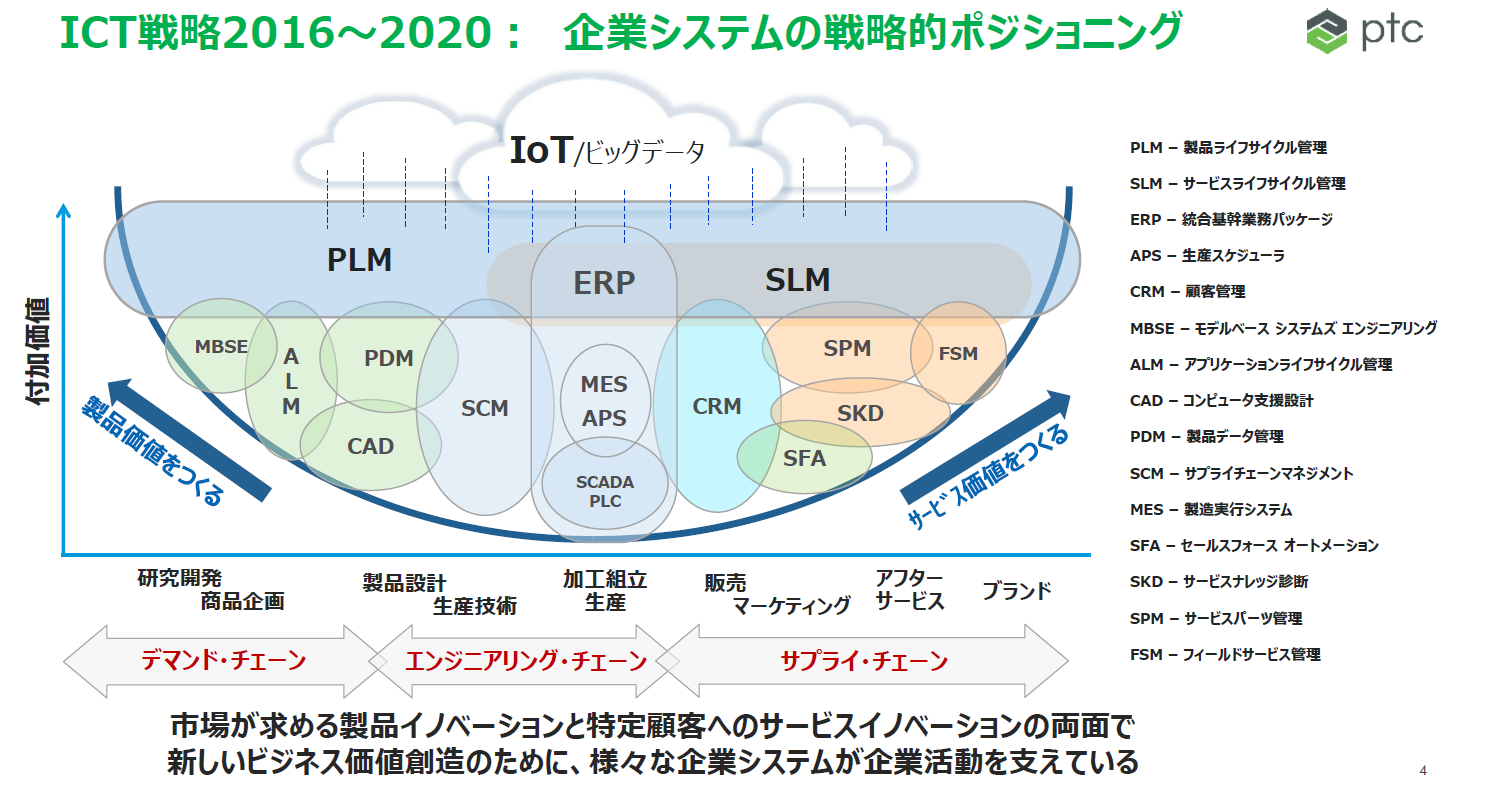 ICT戦略2016～2020： 企業システムの戦略的ポジショニング
ptc
IoT/ビッグデータ
PLM
ERP
SLM
MBSE
A
L
M
PDM
CAD
SCM
MES
APS
SCADA
PLC
CRM
SPM
FSM
SKD
SFA
付加価値
製品価値をつくる
ｻｰﾋﾞｽ価値をつくる
研究開発
商品企画
製品設計
生産技術
加工組立
生産
販売
マーケティング
アフター
サービス
ブランド
デマンド・チェーン
エンジニアリング・チェーン
サプライ・チェーン
PLM – 製品ライフサイクル管理
SLM – サービスライフサイクル管理
ERP – 統合基幹業務パッケージ
APS – 生産スケジューラ
CRM – 顧客管理
MBSE – モデルベース システムズ エンジニアリング
ALM – アプリケーションライフサイクル管理
CAD – コンピュータ支援設計
PDM – 製品データ管理
SCM – サプライチェーンマネジメント
MES – 製造実行システム
SFA – セールスフォース オートメーション
SKD – サービスナレッジ診断
SPM – サービスパーツ管理
FSM – フィールドサービス管理
市場が求める製品イノベーションと特定顧客へのサービスイノベーションの両面で
新しいビジネス価値創造のために、様々な企業システムが企業活動を支えている
4